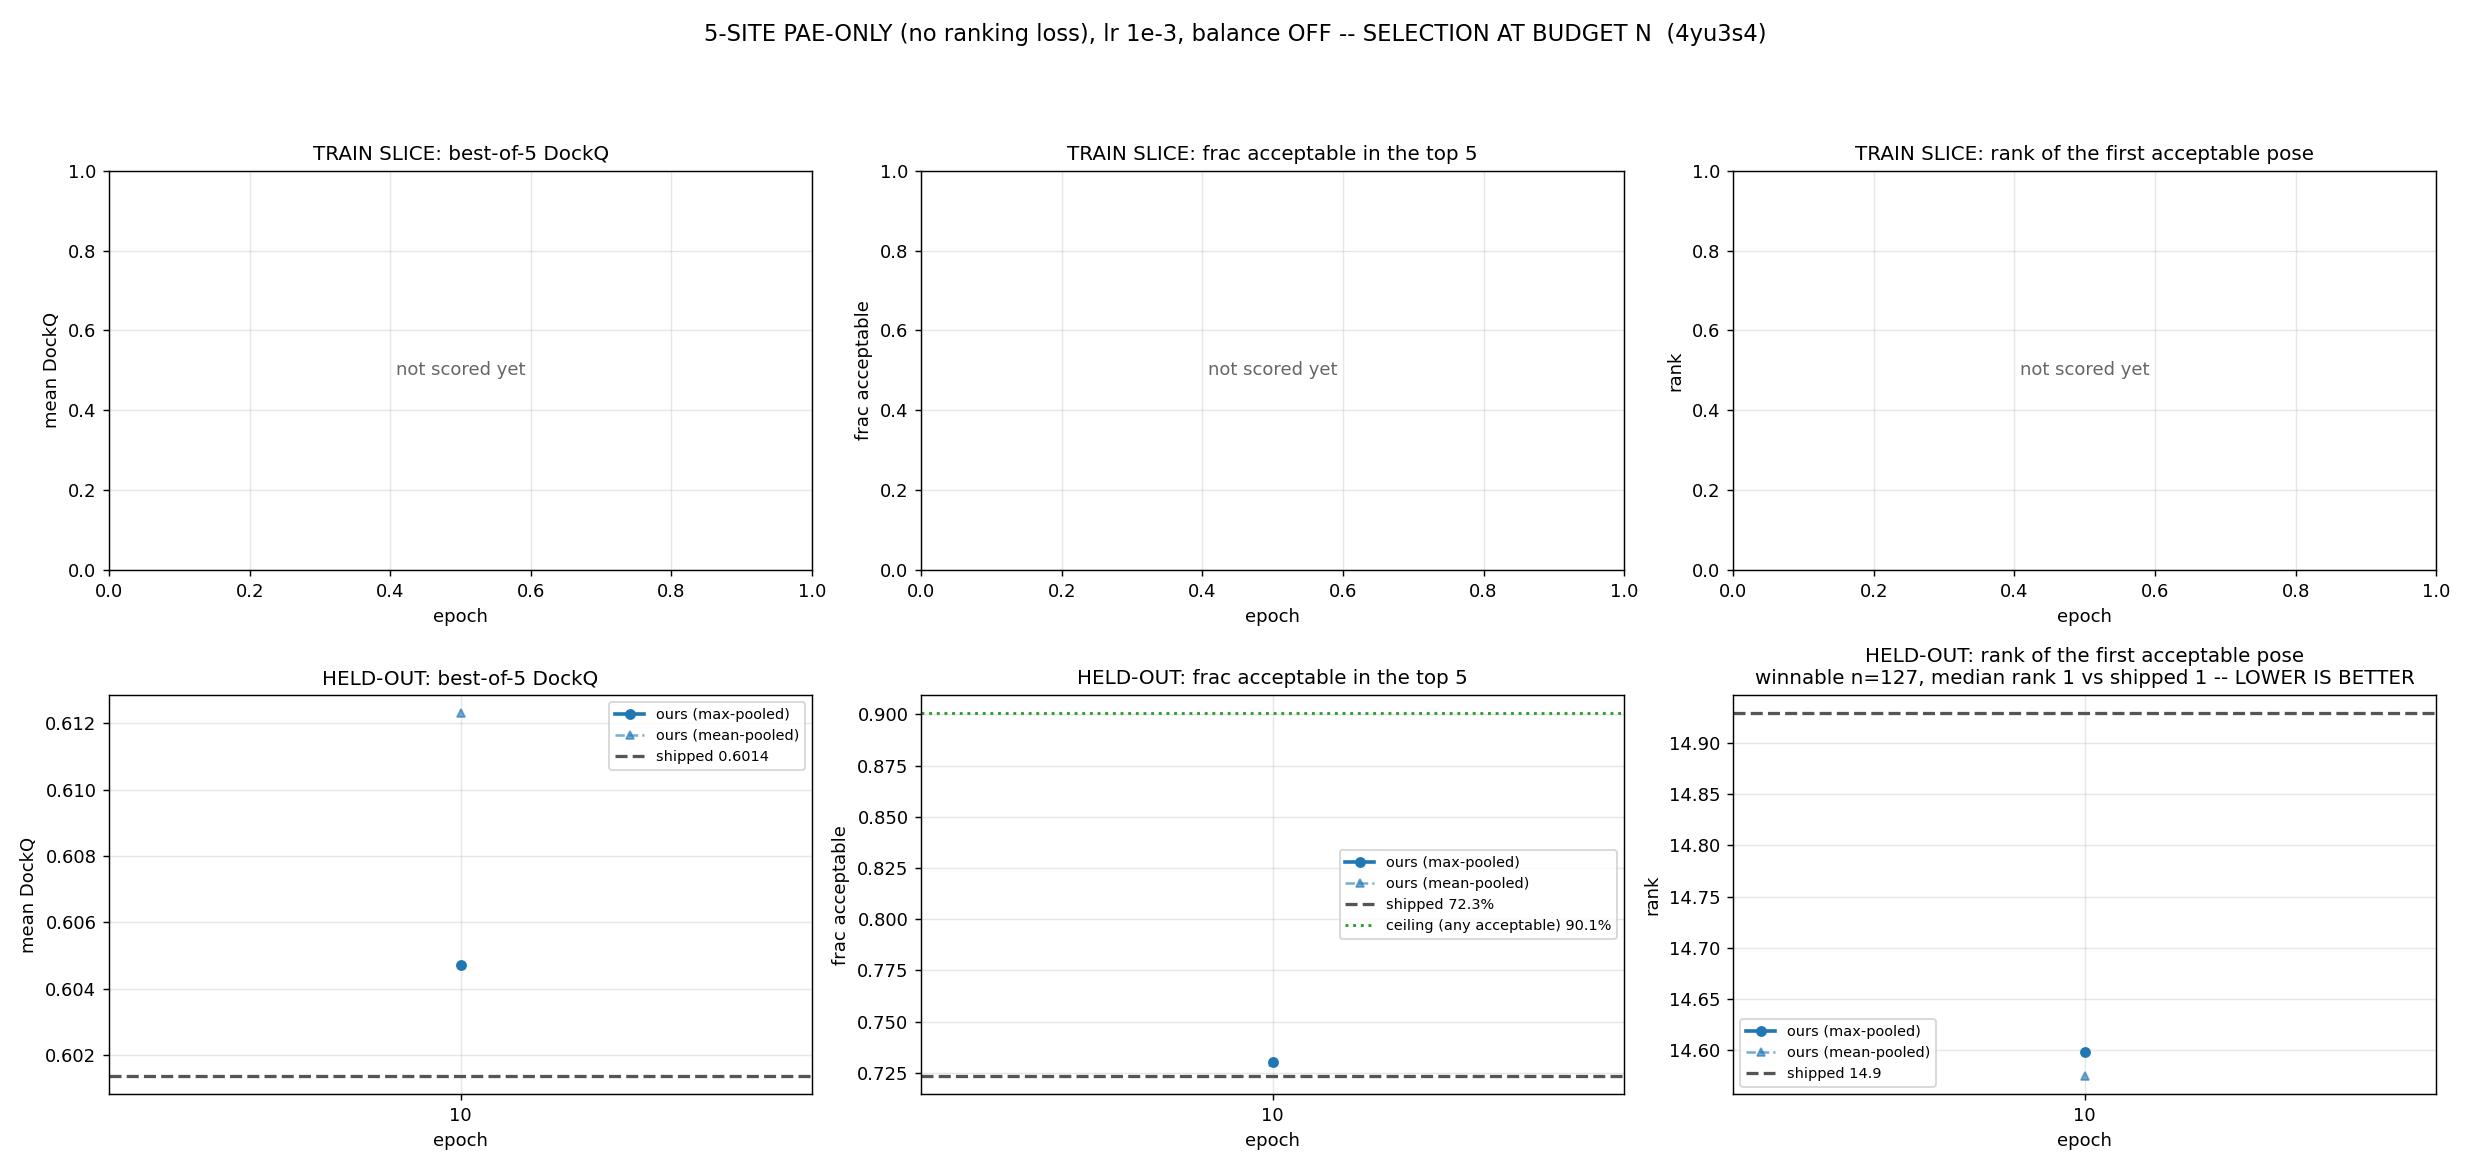 5-SITE PAE-ONLY (no ranking loss), lr 1e-3, balance OFF -- SELECTION AT BUDGET N  (4yu3s4)
TRAIN SLICE: best-of-5 DockQ
mean DockQ
1.0
0.8
0.6
0.4
0.2
0.0
not scored yet
0.0 0.2 0.4 0.6 0.8 1.0
epoch
TRAIN SLICE: frac acceptable in the top 5
frac acceptable
1.0
0.8
0.6
0.4
0.2
0.0
not scored yet
0.0 0.2 0.4 0.6 0.8 1.0
epoch
TRAIN SLICE: rank of the first acceptable pose
rank
1.0
0.8
0.6
0.4
0.2
0.0
not scored yet
0.0 0.2 0.4 0.6 0.8 1.0
epoch
HELD-OUT: best-of-5 DockQ
mean DockQ
0.612
0.610
0.608
0.606
0.604
0.602
ours (max-pooled)
ours (mean-pooled)
shipped 0.6014
10
epoch
HELD-OUT: frac acceptable in the top 5
frac acceptable
0.900
0.875
0.850
0.825
0.800
0.775
0.750
0.725
ours (max-pooled)
ours (mean-pooled)
shipped 72.3%
ceiling (any acceptable) 90.1%
10
epoch
HELD-OUT: rank of the first acceptable pose
winnable n=127, median rank 1 vs shipped 1 -- LOWER IS BETTER
rank
14.90
14.85
14.80
14.75
14.70
14.65
14.60
ours (max-pooled)
ours (mean-pooled)
shipped 14.9
10
epoch